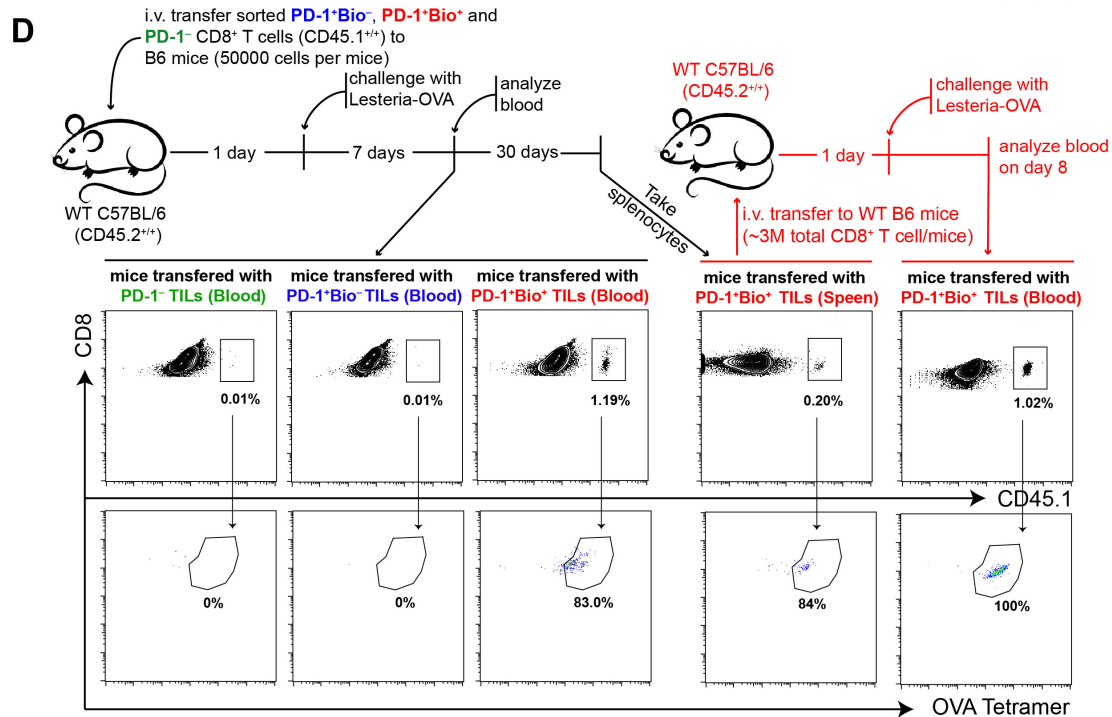 D
i.v. transfer sorted PD-1⁺Bio⁻, PD-1⁺Bio⁺ and
PD-1⁻ CD8⁺ T cells (CD45.1⁺/⁺) to
B6 mice (50000 cells per mice)
challenge with
Lesteria-OVA
analyze
blood
1 day
7 days
30 days
WT C57BL/6
(CD45.2⁺/⁺)
Take
splenocytes
WT C57BL/6
(CD45.2⁺/⁺)
challenge with
Lesteria-OVA
1 day
analyze blood
on day 8
i.v. transfer to WT B6 mice
(~3M total CD8⁺ T cell/mice)
mice transfered with
PD-1⁻ TILs (Blood)
mice transfered with
PD-1⁺Bio⁻ TILs (Blood)
mice transfered with
PD-1⁺Bio⁺ TILs (Blood)
mice transfered with
PD-1⁺Bio⁺ TILs (Speen)
mice transfered with
PD-1⁺Bio⁺ TILs (Blood)
CD8
0.01%
0.01%
1.19%
0.20%
1.02%
CD45.1
0%
0%
83.0%
84%
100%
OVA Tetramer